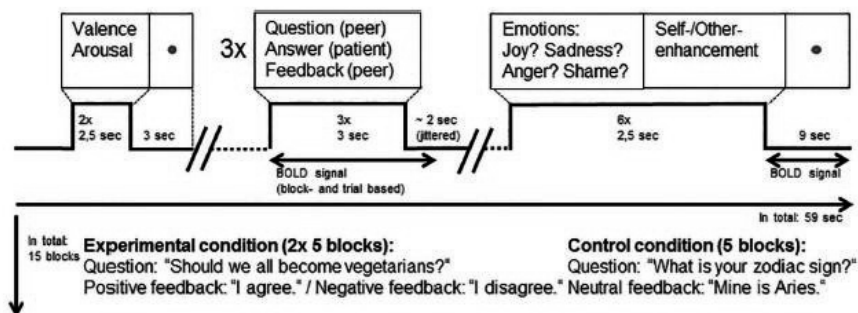 Valence
Arousal
3x
Question (peer)
Answer (patient)
Feedback (peer)
Emotions:
Joy? Sadness?
Anger? Shame?
Self-/Other-
enhancement
2x
2,5 sec
3 sec
3x
3 sec
~ 2 sec
(jittered)
6x
2,5 sec
9 sec
BOLD signal
(block- and trial based)
BOLD signal
In total: 59 sec
In total:
15 blocks
Experimental condition (2x 5 blocks):
Question: "Should we all become vegetarians?"
Positive feedback: "I agree." / Negative feedback: "I disagree."
Control condition (5 blocks):
Question: "What is your zodiac sign?"
Neutral feedback: "Mine is Aries."